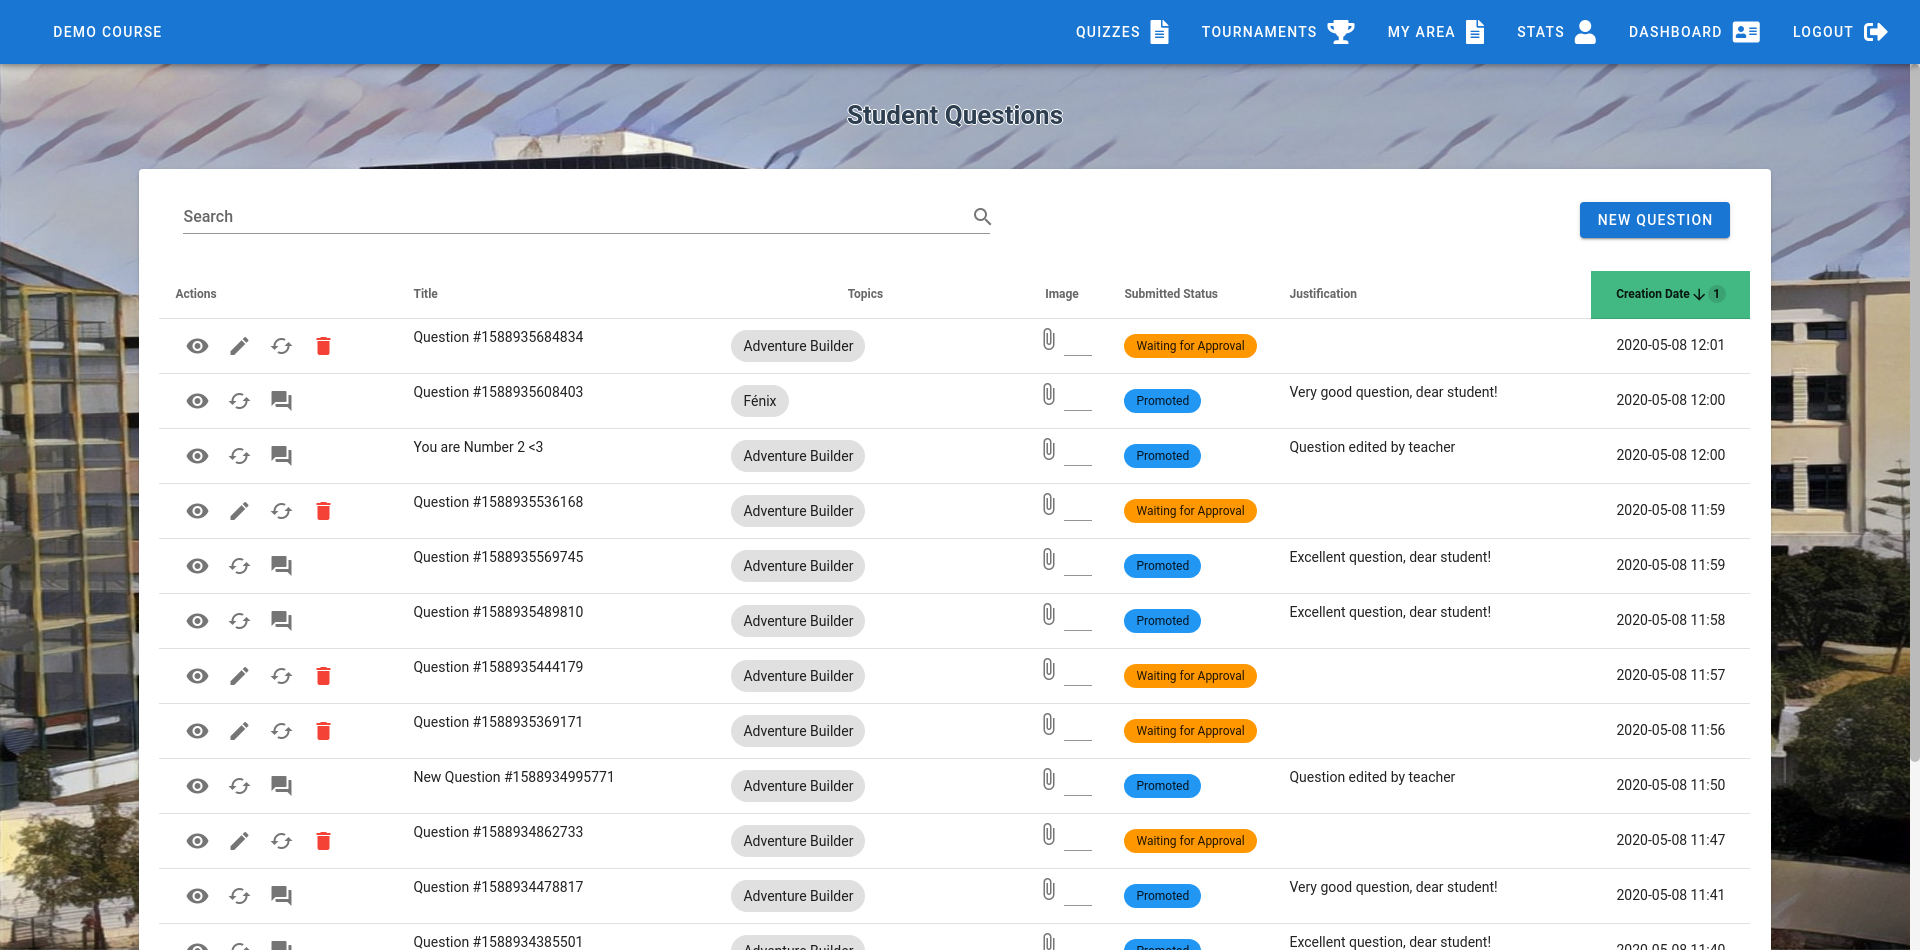 DEMO COURSE QUIZZES TOURNAMENTS MY AREA STATS DASHBOARD LOGOUT
Student Questions
Search NEW QUESTION
Actions Title Topics Image Submitted Status Justification Creation Date 1
Question #1588935684834 Adventure Builder Waiting for Approval 2020-05-08 12:01
Question #1588935608403 Fénix Promoted Very good question, dear student! 2020-05-08 12:00
You are Number 2 <3 Adventure Builder Promoted Question edited by teacher 2020-05-08 12:00
Question #1588935536168 Adventure Builder Waiting for Approval 2020-05-08 11:59
Question #1588935569745 Adventure Builder Promoted Excellent question, dear student! 2020-05-08 11:59
Question #1588935489810 Adventure Builder Promoted Excellent question, dear student! 2020-05-08 11:58
Question #1588935444179 Adventure Builder Waiting for Approval 2020-05-08 11:57
Question #1588935369171 Adventure Builder Waiting for Approval 2020-05-08 11:56
New Question #1588934995771 Adventure Builder Promoted Question edited by teacher 2020-05-08 11:50
Question #1588934862733 Adventure Builder Waiting for Approval 2020-05-08 11:47
Question #1588934478817 Adventure Builder Promoted Very good question, dear student! 2020-05-08 11:41
Question #1588934385501 Adventure Builder Promoted Excellent question, dear student! 2020-05-08 11:40